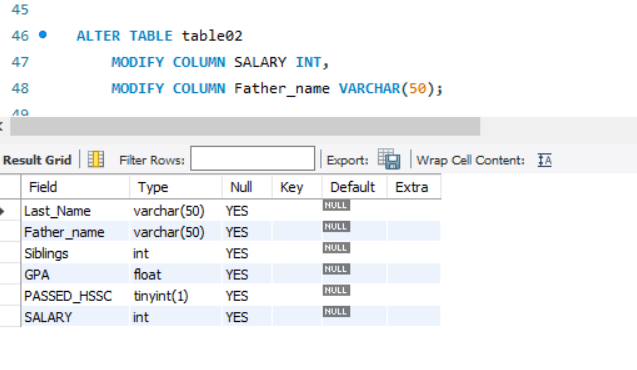 45
46 ALTER TABLE table02
47 MODIFY COLUMN SALARY INT,
48 MODIFY COLUMN Father_name VARCHAR(50);
49
Result Grid Filter Rows: Export: Wrap Cell Content:
Field Type Null Key Default Extra
Last_Name varchar(50) YES NULL
Father_name varchar(50) YES NULL
Siblings int YES NULL
GPA float YES NULL
PASSED_HSSC tinyint(1) YES NULL
SALARY int YES NULL